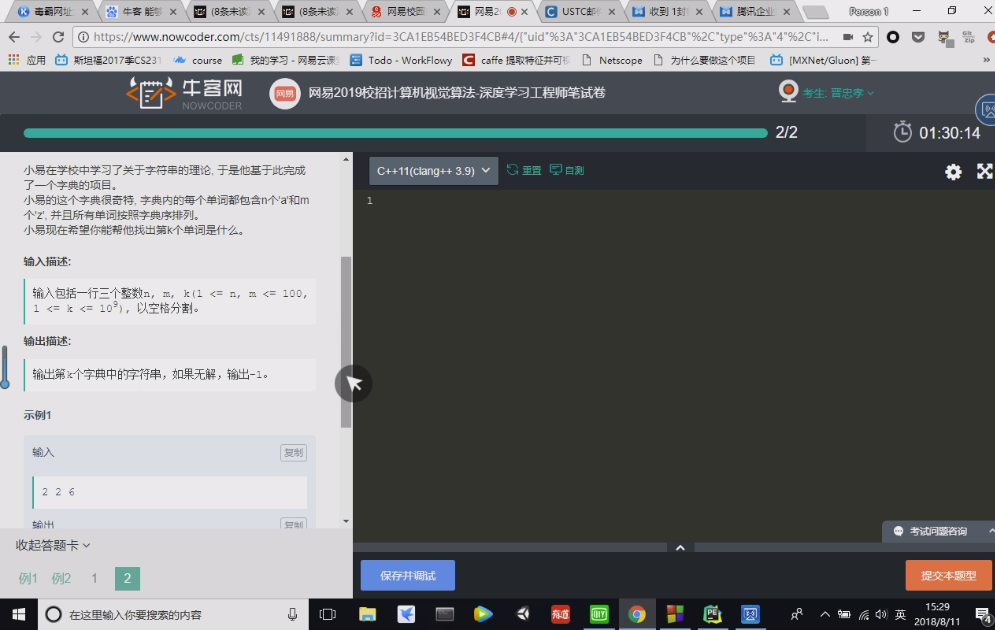 毒霸网址
牛客 能够
(8条未读
(8条未读
网易校园
网易20
USTC邮
收到 1封
腾讯企业
Person 1
https://www.nowcoder.com/cts/11491888/summary?id=3CA1EB54BED3F4CB#4/{"uid"%3A"3CA1EB54BED3F4CB"%2C"type"%3A"4"%2C"i...
应用
斯坦福2017季CS231
course
我的学习 - 网易云课
Todo - WorkFlowy
caffe 提取特征并可
Netscope
为什么要做这个项目
[MXNet/Gluon] 第一
牛客网
NOWCODER
网易
网易2019校招计算机视觉算法-深度学习工程师笔试卷
考生: 晋忠孝
2/2
01:30:14
小易在学校中学习了关于字符串的理论, 于是他基于此完成
了一个字典的项目。
小易的这个字典很奇特, 字典内的每个单词都包含n个'a'和m
个'z', 并且所有单词按照字典序排列。
小易现在希望你能帮他找出第k个单词是什么。
输入描述:
输入包括一行三个整数n, m, k(1 <= n, m <= 100,
1 <= k <= 10⁹), 以空格分割。
输出描述:
输出第k个字典中的字符串，如果无解，输出-1。
示例1
输入
复制
2 2 6
输出
复制
收起答题卡
例1 例2 1 2
C++11(clang++ 3.9)
重置
自测
1
考试问题咨询
保存并调试
提交本题型
在这里输入你要搜索的内容
有道
英
15:29
2018/8/11
4